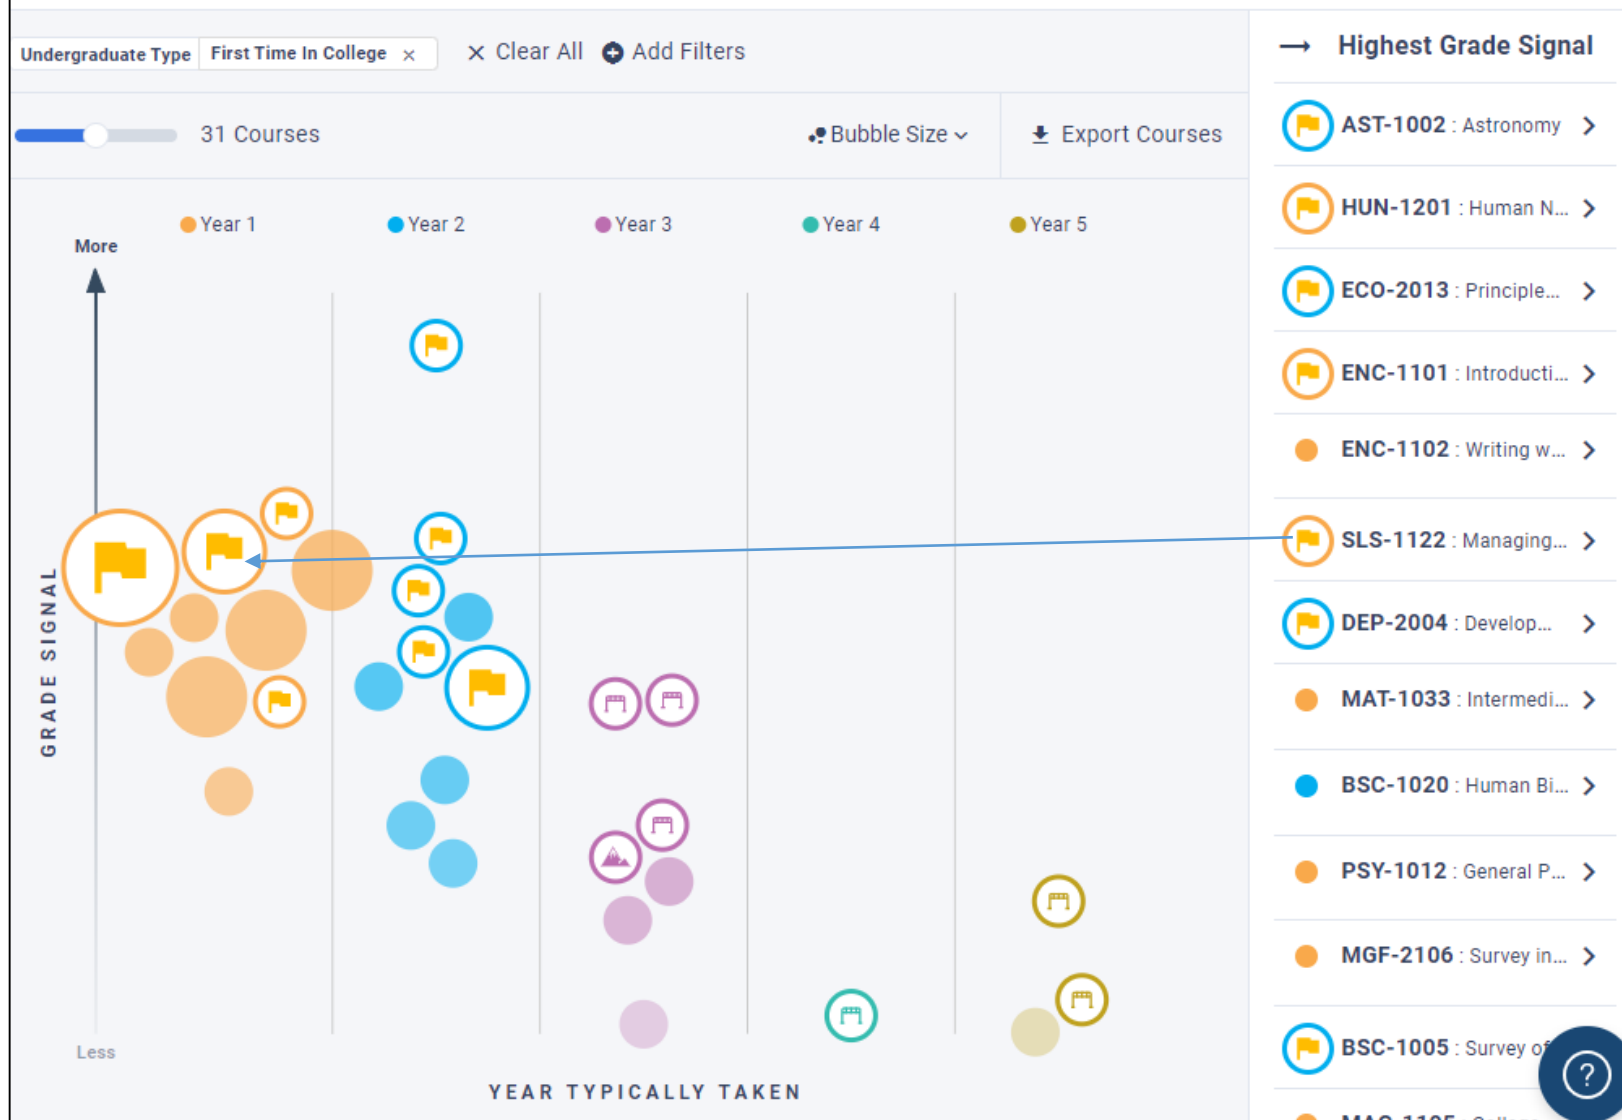 Undergraduate Type First Time In College × × Clear All Add Filters
31 Courses Bubble Size Export Courses
Year 1 Year 2 Year 3 Year 4 Year 5
More
GRADE SIGNAL
Less
YEAR TYPICALLY TAKEN
→ Highest Grade Signal
AST-1002 : Astronomy
HUN-1201 : Human N...
ECO-2013 : Principle...
ENC-1101 : Introducti...
ENC-1102 : Writing w...
SLS-1122 : Managing...
DEP-2004 : Develop...
MAT-1033 : Intermedi...
BSC-1020 : Human Bi...
PSY-1012 : General P...
MGF-2106 : Survey in...
BSC-1005 : Survey of
?